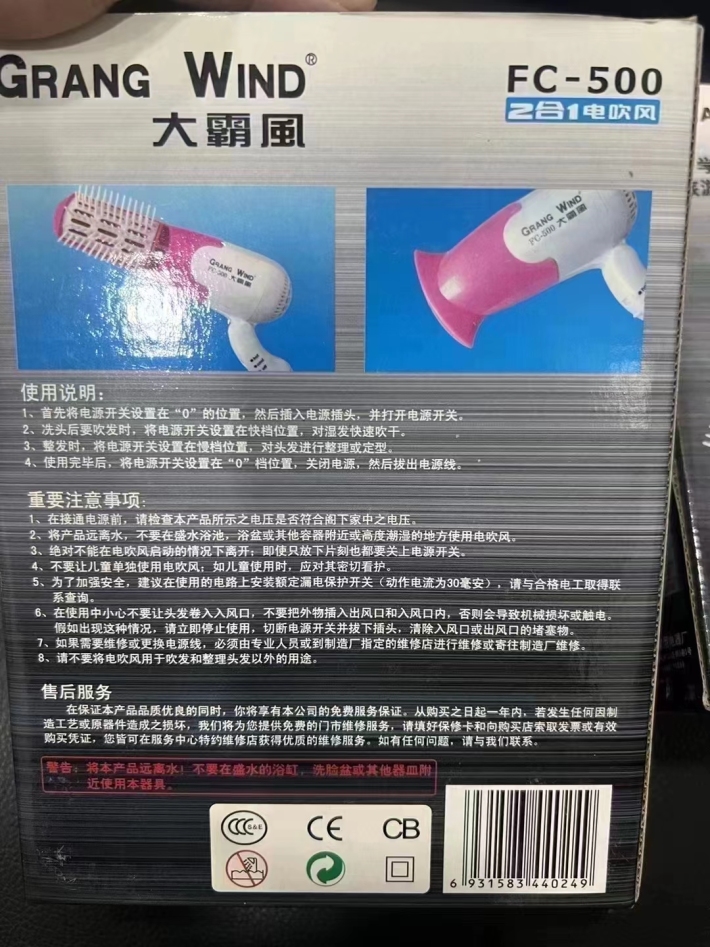 GRANG WIND®
大霸風
FC-500
2合1电吹风
GRANG WIND
FC-500 大霸風
GRANG WIND
FC-500 大霸風
使用说明：
1、首先将电源开关设置在“0”的位置，然后插入电源插头，并打开电源开关。
2、冼头后要吹发时，将电源开关设置在快档位置，对湿发快速吹干。
3、整发时，将电源开关设置在慢档位置，对头发进行整理或定型。
4、使用完毕后，将电源开关设置在“0”档位置，关闭电源，然后拔出电源线。
重要注意事项：
1、在接通电源前，请检查本产品所示之电压是否符合阁下家中之电压。
2、将产品远离水，不要在盛水浴池，浴盆或其他容器附近或高度潮湿的地方使用电吹风。
3、绝对不能在电吹风启动的情况下离开；即使只放下片刻也都要关上电源开关。
4、不要让儿童单独使用电吹风；如儿童使用时，应对其密切看护。
5、为了加强安全，建议在使用的电路上安装额定漏电保护开关（动作电流为30毫安），请与合格电工取得联
系查询。
6、在使用中小心不要让头发卷入入风口，不要把外物插入出风口和入风口内，否则会导致机械损坏或触电。
假如出现这种情况，请立即停止使用，切断电源开关并拔下插头，清除入风口或出风口的堵塞物。
7、如果需要维修或更换电源线，必须由专业人员或到制造厂指定的维修店进行维修或寄往制造厂维修。
8、请不要将电吹风用于吹发和整理头发以外的用途。
售后服务
在保证本产品品质优良的同时，你将享有本公司的免费服务保证。从购买之日起一年内，若发生任何因制
造工艺或原器件造成之损坏，我们将为您提供免费的门市维修服务，请填好保修卡和向购买店索取发票或有效
购买凭证，您皆可在服务中心特约维修店获得优质的维修服务。如有任何问题，请与我们联系。
警告：将本产品远离水！不要在盛水的浴缸，洗脸盆或其他器皿附
近使用本器具。
CCC S&E
CE
CB
6 931583 440249